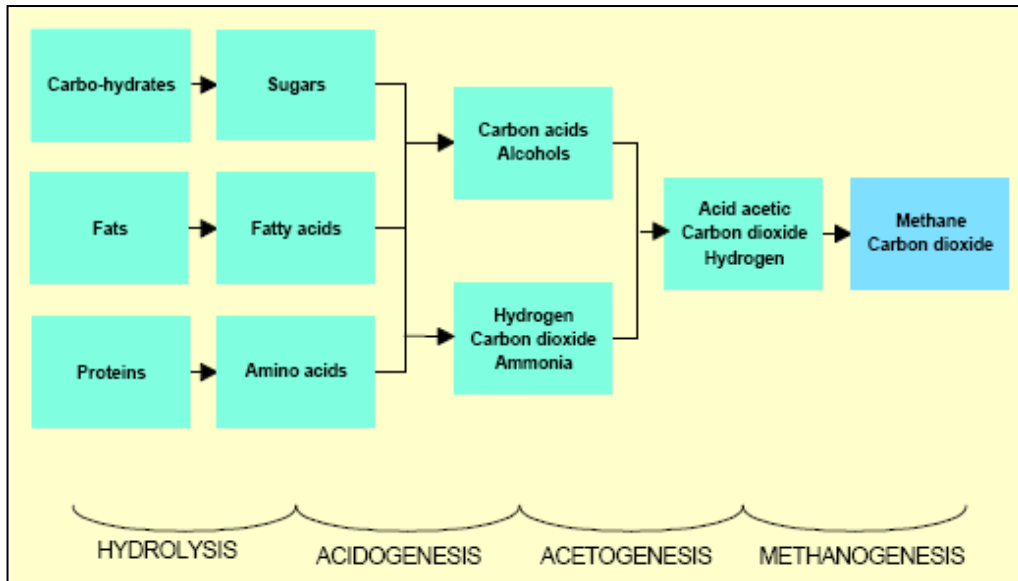 Carbo-hydrates
Sugars
Carbon acids
Alcohols
Fats
Fatty acids
Acid acetic
Carbon dioxide
Hydrogen
Methane
Carbon dioxide
Proteins
Amino acids
Hydrogen
Carbon dioxide
Ammonia
HYDROLYSIS
ACIDOGENESIS
ACETOGENESIS
METHANOGENESIS